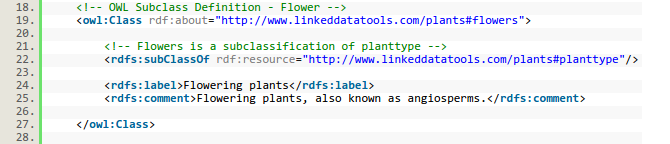 18. <!-- OWL Subclass Definition - Flower -->
19. <owl:Class rdf:about="http://www.linkeddatatools.com/plants#flowers">
20.
21. <!-- Flowers is a subclassification of planttype -->
22. <rdfs:subClassOf rdf:resource="http://www.linkeddatatools.com/plants#planttype"/>
23.
24. <rdfs:label>Flowering plants</rdfs:label>
25. <rdfs:comment>Flowering plants, also known as angiosperms.</rdfs:comment>
26.
27. </owl:Class>
28.